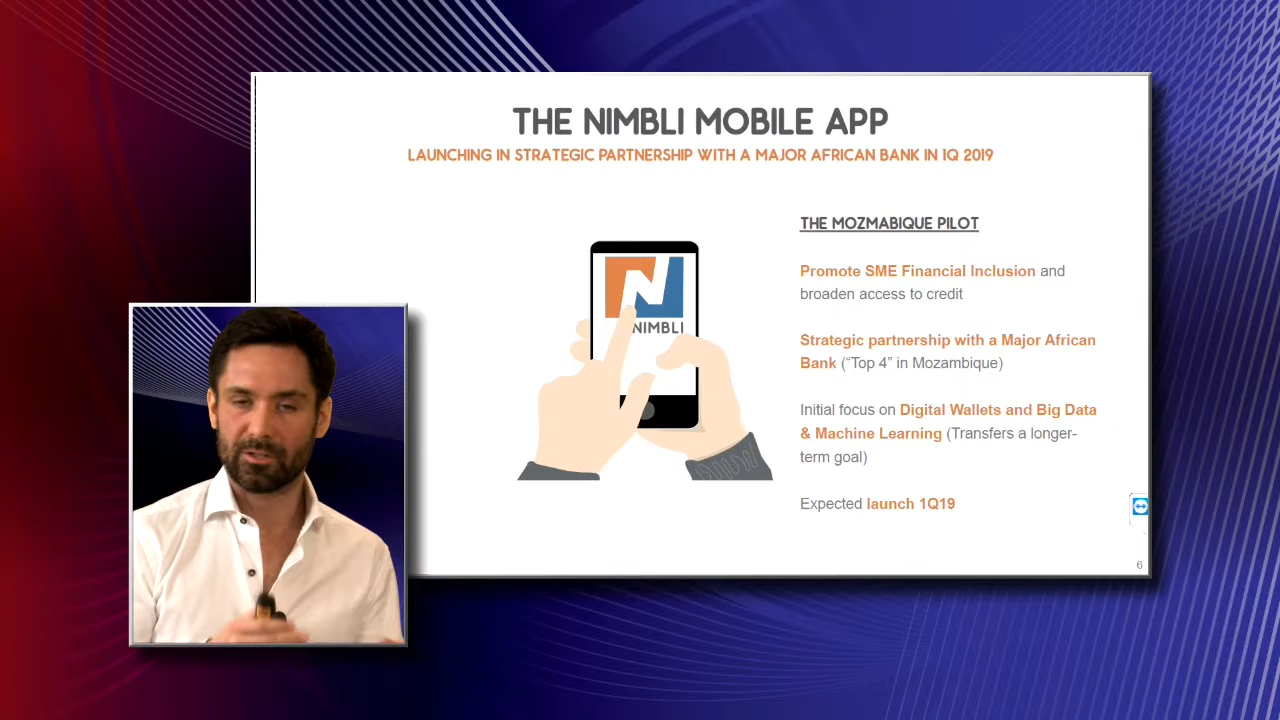 THE NIMBLI MOBILE APP
LAUNCHING IN STRATEGIC PARTNERSHIP WITH A MAJOR AFRICAN BANK IN 1Q 2019
THE MOZMABIQUE PILOT
Promote SME Financial Inclusion and
broaden access to credit
Strategic partnership with a Major African
Bank (“Top 4” in Mozambique)
Initial focus on Digital Wallets and Big Data
& Machine Learning (Transfers a longer-
term goal)
Expected launch 1Q19
NIMBLI
6